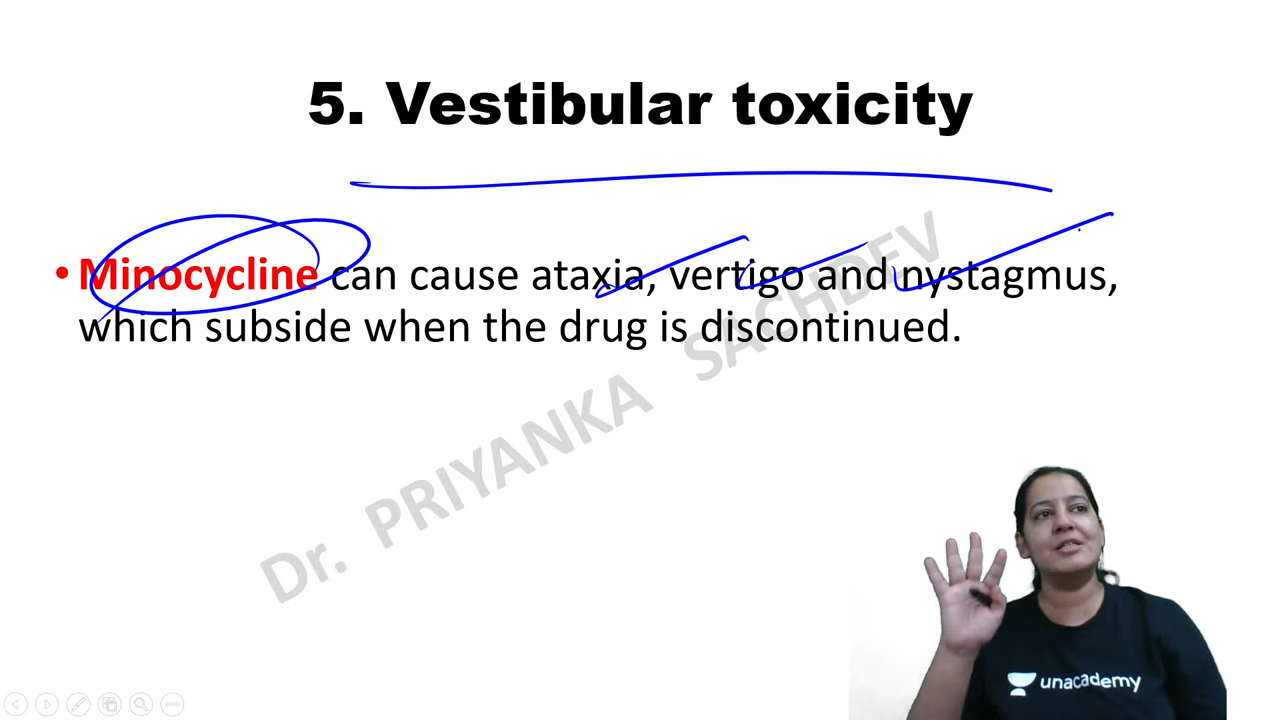 5. Vestibular toxicity
• Minocycline can cause ataxia, vertigo and nystagmus,
which subside when the drug is discontinued.
Dr. PRIYANKA SACHDEV
unacademy